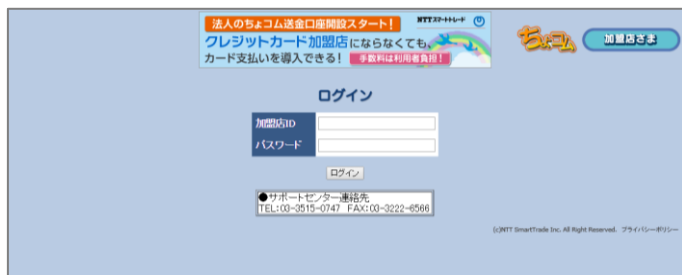 法人のちょコム送金口座開設スタート!
NTTスマートトレード
クレジットカード加盟店にならなくても、
カード支払いを導入できる!
手数料は利用者負担!
ちょコム
加盟店さま
ログイン
加盟店ID
パスワード
ログイン
●サポートセンター連絡先
TEL:03-3515-0747 FAX:03-3222-6566
(c)NTT SmartTrade Inc. All Right Reserved. プライバシーポリシー